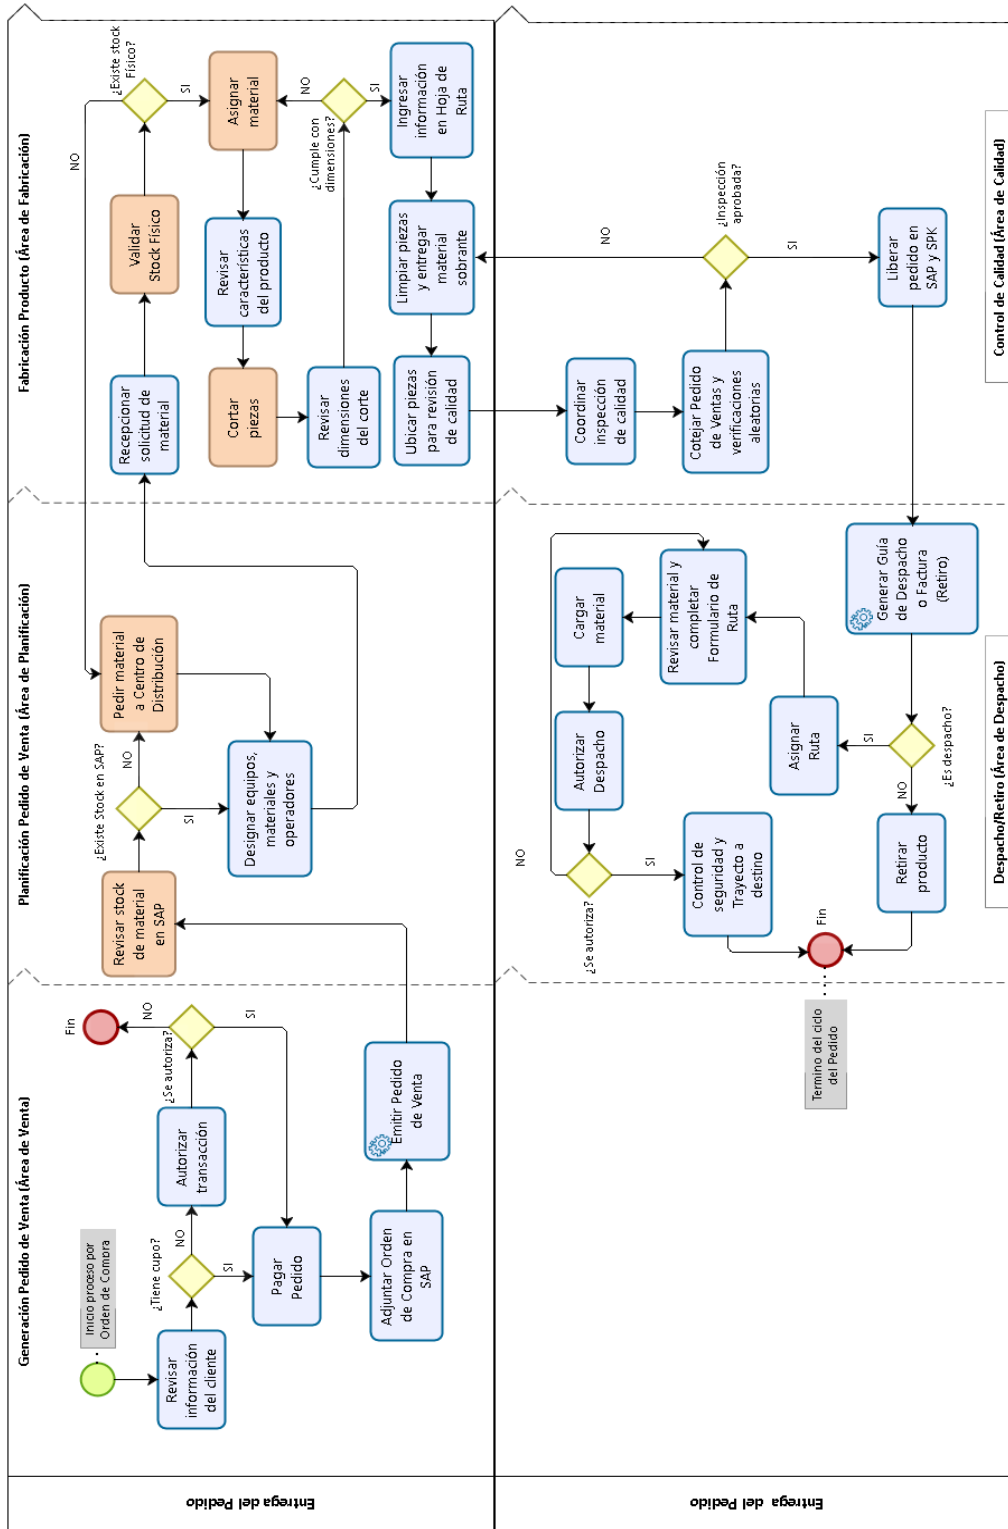 Entrega del Pedido
Generación Pedido de Venta (Área de Venta)
Inicio proceso por
Orden de Compra
Revisar
información
del cliente
¿Tiene cupo?
NO
SI
Autorizar
transacción
¿Se autoriza?
NO
SI
Fin
Pagar
Pedido
Adjuntar Orden
de Compra en
SAP
Emitir Pedido
de Venta
Planificación Pedido de Venta (Área de Planificación)
Revisar stock
de material
en SAP
¿Existe Stock en SAP?
NO
SI
Pedir material
a Centro de
Distribución
Designar equipos,
materiales y
operadores
Fabricación Producto (Área de Fabricación)
Recepcionar
solicitud de
material
Validar
Stock Físico
¿Existe stock
Físico?
NO
SI
Asignar
material
Revisar
características
del producto
Cortar
piezas
Revisar
dimensiones
del corte
¿Cumple con
dimensiones?
NO
SI
Ingresar
información
en Hoja de
Ruta
Limpiar piezas
y entregar
material
sobrante
Ubicar piezas
para revisión
de calidad
Entrega del Pedido
Coordinar
inspección
de calidad
Cotejar Pedido
de Ventas y
verificaciones
aleatorias
¿Inspección
aprobada?
NO
SI
Liberar
pedido en
SAP y SPK
Control de Calidad (Área de Calidad)
Generar Guía
de Despacho
o Factura
(Retiro)
¿Es despacho?
SI
NO
Asignar
Ruta
Revisar material y
completar
Formulario de
Ruta
Cargar
material
Autorizar
Despacho
¿Se autoriza?
NO
SI
Control de
seguridad y
Trayecto a
destino
Retirar
producto
Fin
Termino del ciclo
del Pedido
Despacho/Retiro (Área de Despacho)